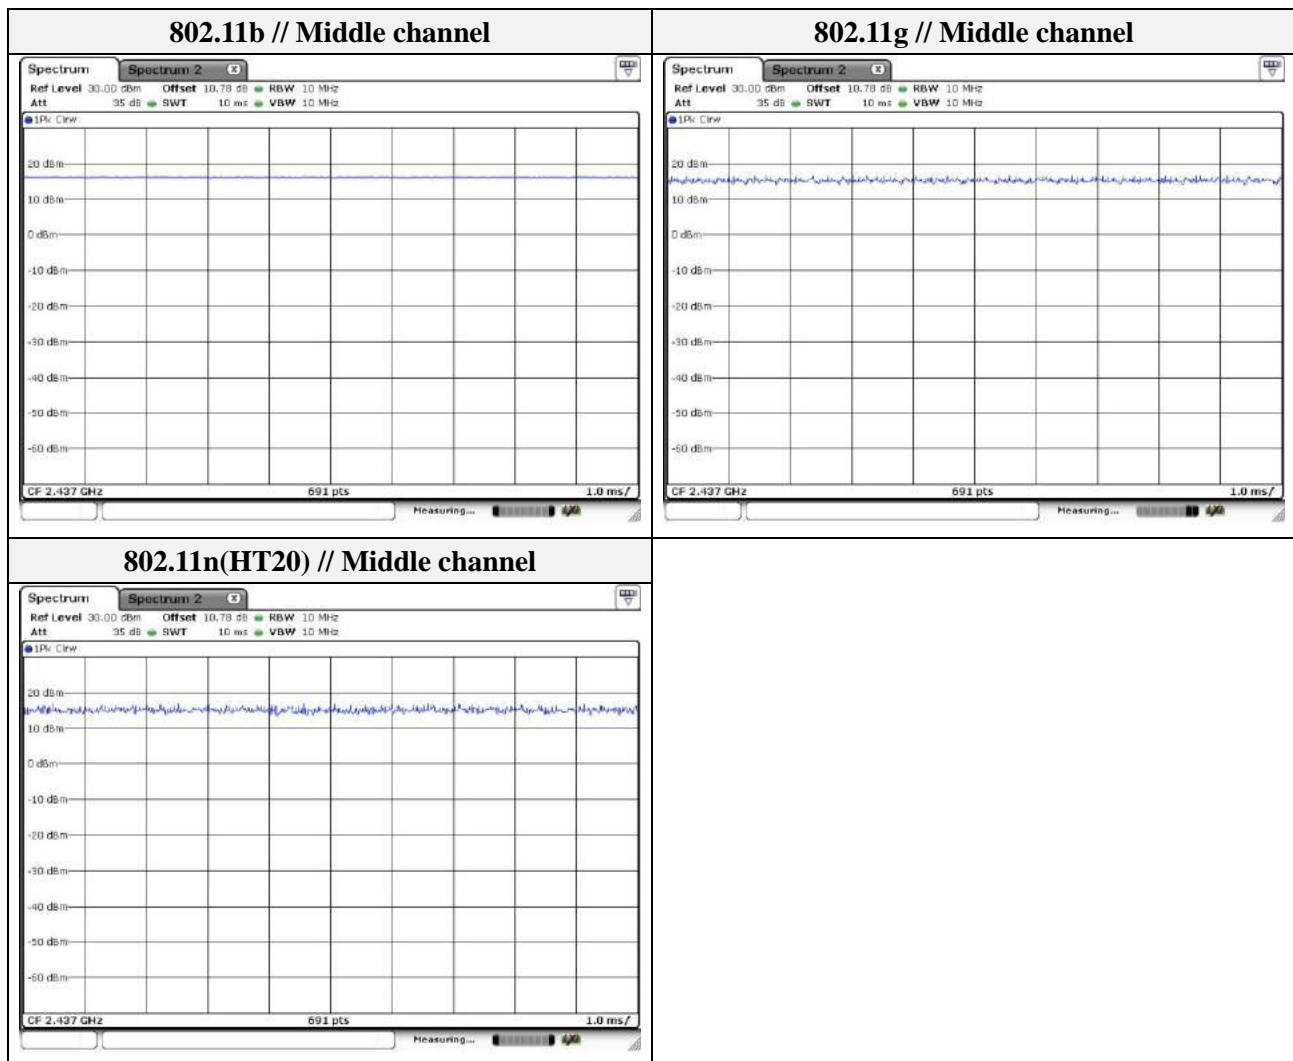 802.11b // Middle channel
Spectrum Spectrum 2 X
Ref Level 30.00 dBm Offset 10.78 dB RBW 10 MHz
Att 35 dB SWT 10 ms VBW 10 MHz
1Pk Clrw
20 dBm
10 dBm
0 dBm
-10 dBm
-20 dBm
-30 dBm
-40 dBm
-50 dBm
-60 dBm
CF 2.437 GHz 691 pts 1.0 ms/
Measuring...
802.11g // Middle channel
Spectrum Spectrum 2 X
Ref Level 30.00 dBm Offset 10.78 dB RBW 10 MHz
Att 35 dB SWT 10 ms VBW 10 MHz
1Pk Clrw
20 dBm
10 dBm
0 dBm
-10 dBm
-20 dBm
-30 dBm
-40 dBm
-50 dBm
-60 dBm
CF 2.437 GHz 691 pts 1.0 ms/
Measuring...
802.11n(HT20) // Middle channel
Spectrum Spectrum 2 X
Ref Level 30.00 dBm Offset 10.78 dB RBW 10 MHz
Att 35 dB SWT 10 ms VBW 10 MHz
1Pk Clrw
20 dBm
10 dBm
0 dBm
-10 dBm
-20 dBm
-30 dBm
-40 dBm
-50 dBm
-60 dBm
CF 2.437 GHz 691 pts 1.0 ms/
Measuring...